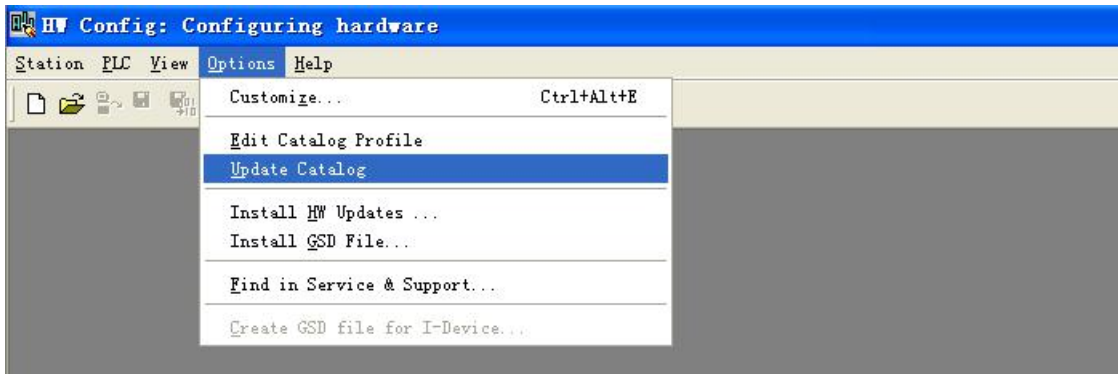 HW Config: Configuring hardware
Station PLC View Options Help
Customize... Ctrl+Alt+E
Edit Catalog Profile
Update Catalog
Install HW Updates ...
Install GSD File...
Find in Service & Support...
Create GSD file for I-Device...